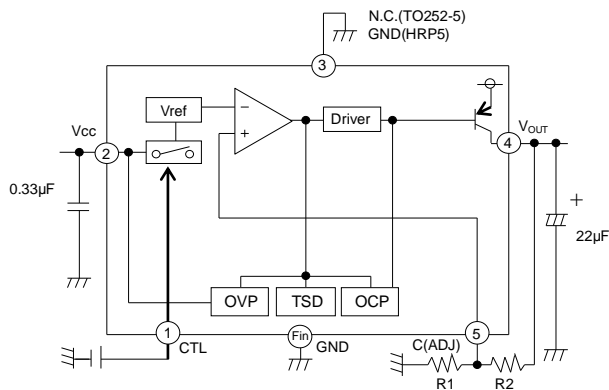 N.C.(TO252-5)
GND(HRP5)
3
Vref
−
+
Driver
Vcc
2
4
VOUT
0.33μF
+
22μF
OVP
TSD
OCP
1
CTL
Fin
GND
5
C(ADJ)
R1
R2